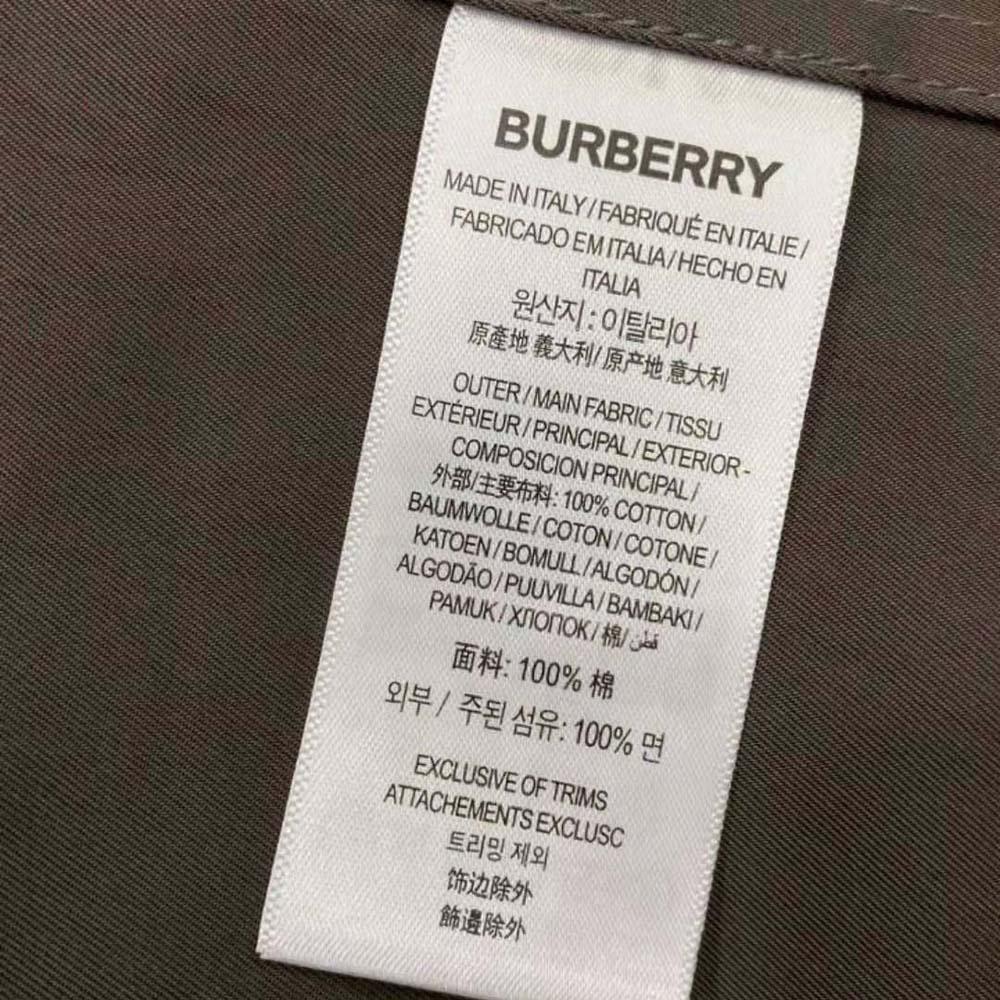 BURBERRY
MADE IN ITALY / FABRIQUÉ EN ITALIE /
FABRICADO EM ITALIA / HECHO EN
ITALIA
원산지 : 이탈리아
原產地 義大利/ 原产地 意大利
OUTER / MAIN FABRIC / TISSU
EXTÉRIEUR / PRINCIPAL / EXTERIOR-
COMPOSICION PRINCIPAL /
外部/主要布料: 100% COTTON /
BAUMWOLLE / COTON / COTONE /
KATOEN / BOMULL / ALGODÓN /
ALGODÃO / PUUVILLA / BAMBAKI /
PAMUK / ХЛОПОК / 棉/ قطن
面料: 100% 棉
외부 / 주된 섬유: 100% 면
EXCLUSIVE OF TRIMS
ATTACHEMENTS EXCLUSC
트리밍 제외
饰边除外
飾邊除外